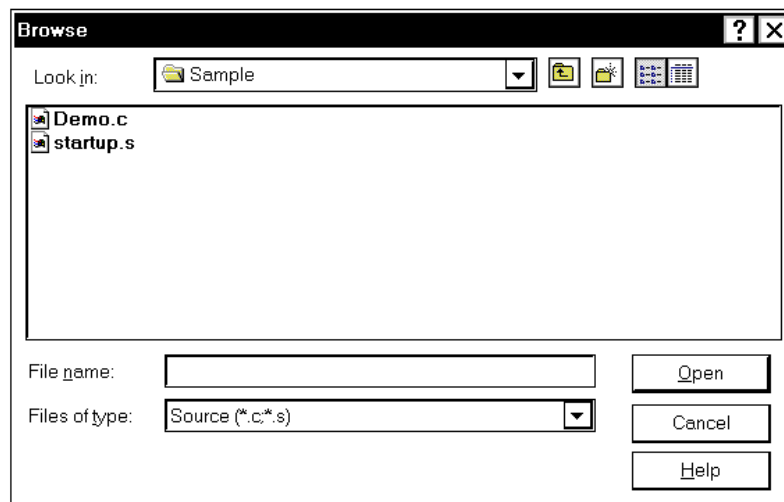 Browse
Look in:
Sample
Demo.c
startup.s
File name:
Open
Files of type:
Source (*.c;*.s)
Cancel
Help